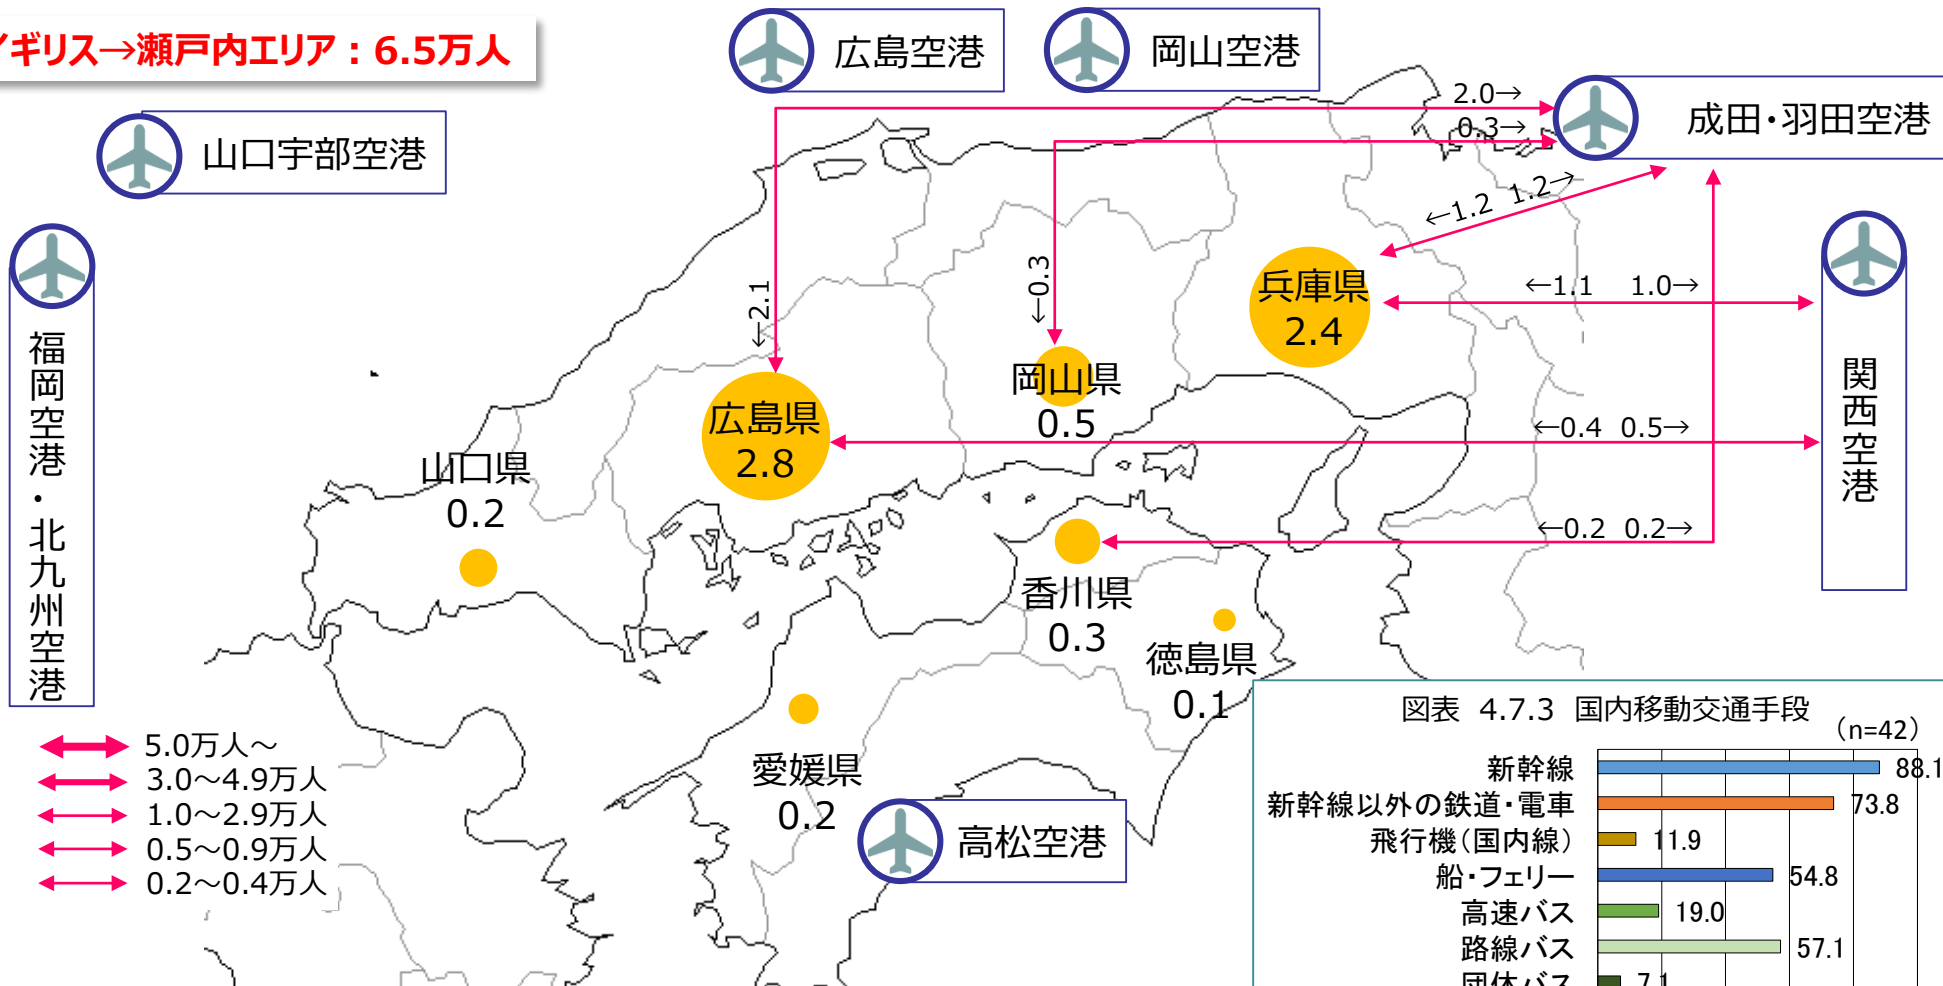 ギリス→瀬戸内エリア：6.5万人
広島空港
岡山空港
成田・羽田空港
山口宇部空港
福岡空港・北九州空港
関西空港
高松空港
2.0→
0.3→
←1.2 1.2→
←2.1
←0.3
←1.1 1.0→
←0.4 0.5→
←0.2 0.2→
兵庫県
2.4
岡山県
0.5
広島県
2.8
山口県
0.2
香川県
0.3
徳島県
0.1
愛媛県
0.2
5.0万人～
3.0～4.9万人
1.0～2.9万人
0.5～0.9万人
0.2～0.4万人
図表 4.7.3 国内移動交通手段
（n=42）
新幹線 88.1
新幹線以外の鉄道・電車 73.8
飛行機（国内線） 11.9
船・フェリー 54.8
高速バス 19.0
路線バス 57.1
団体バス 7.1